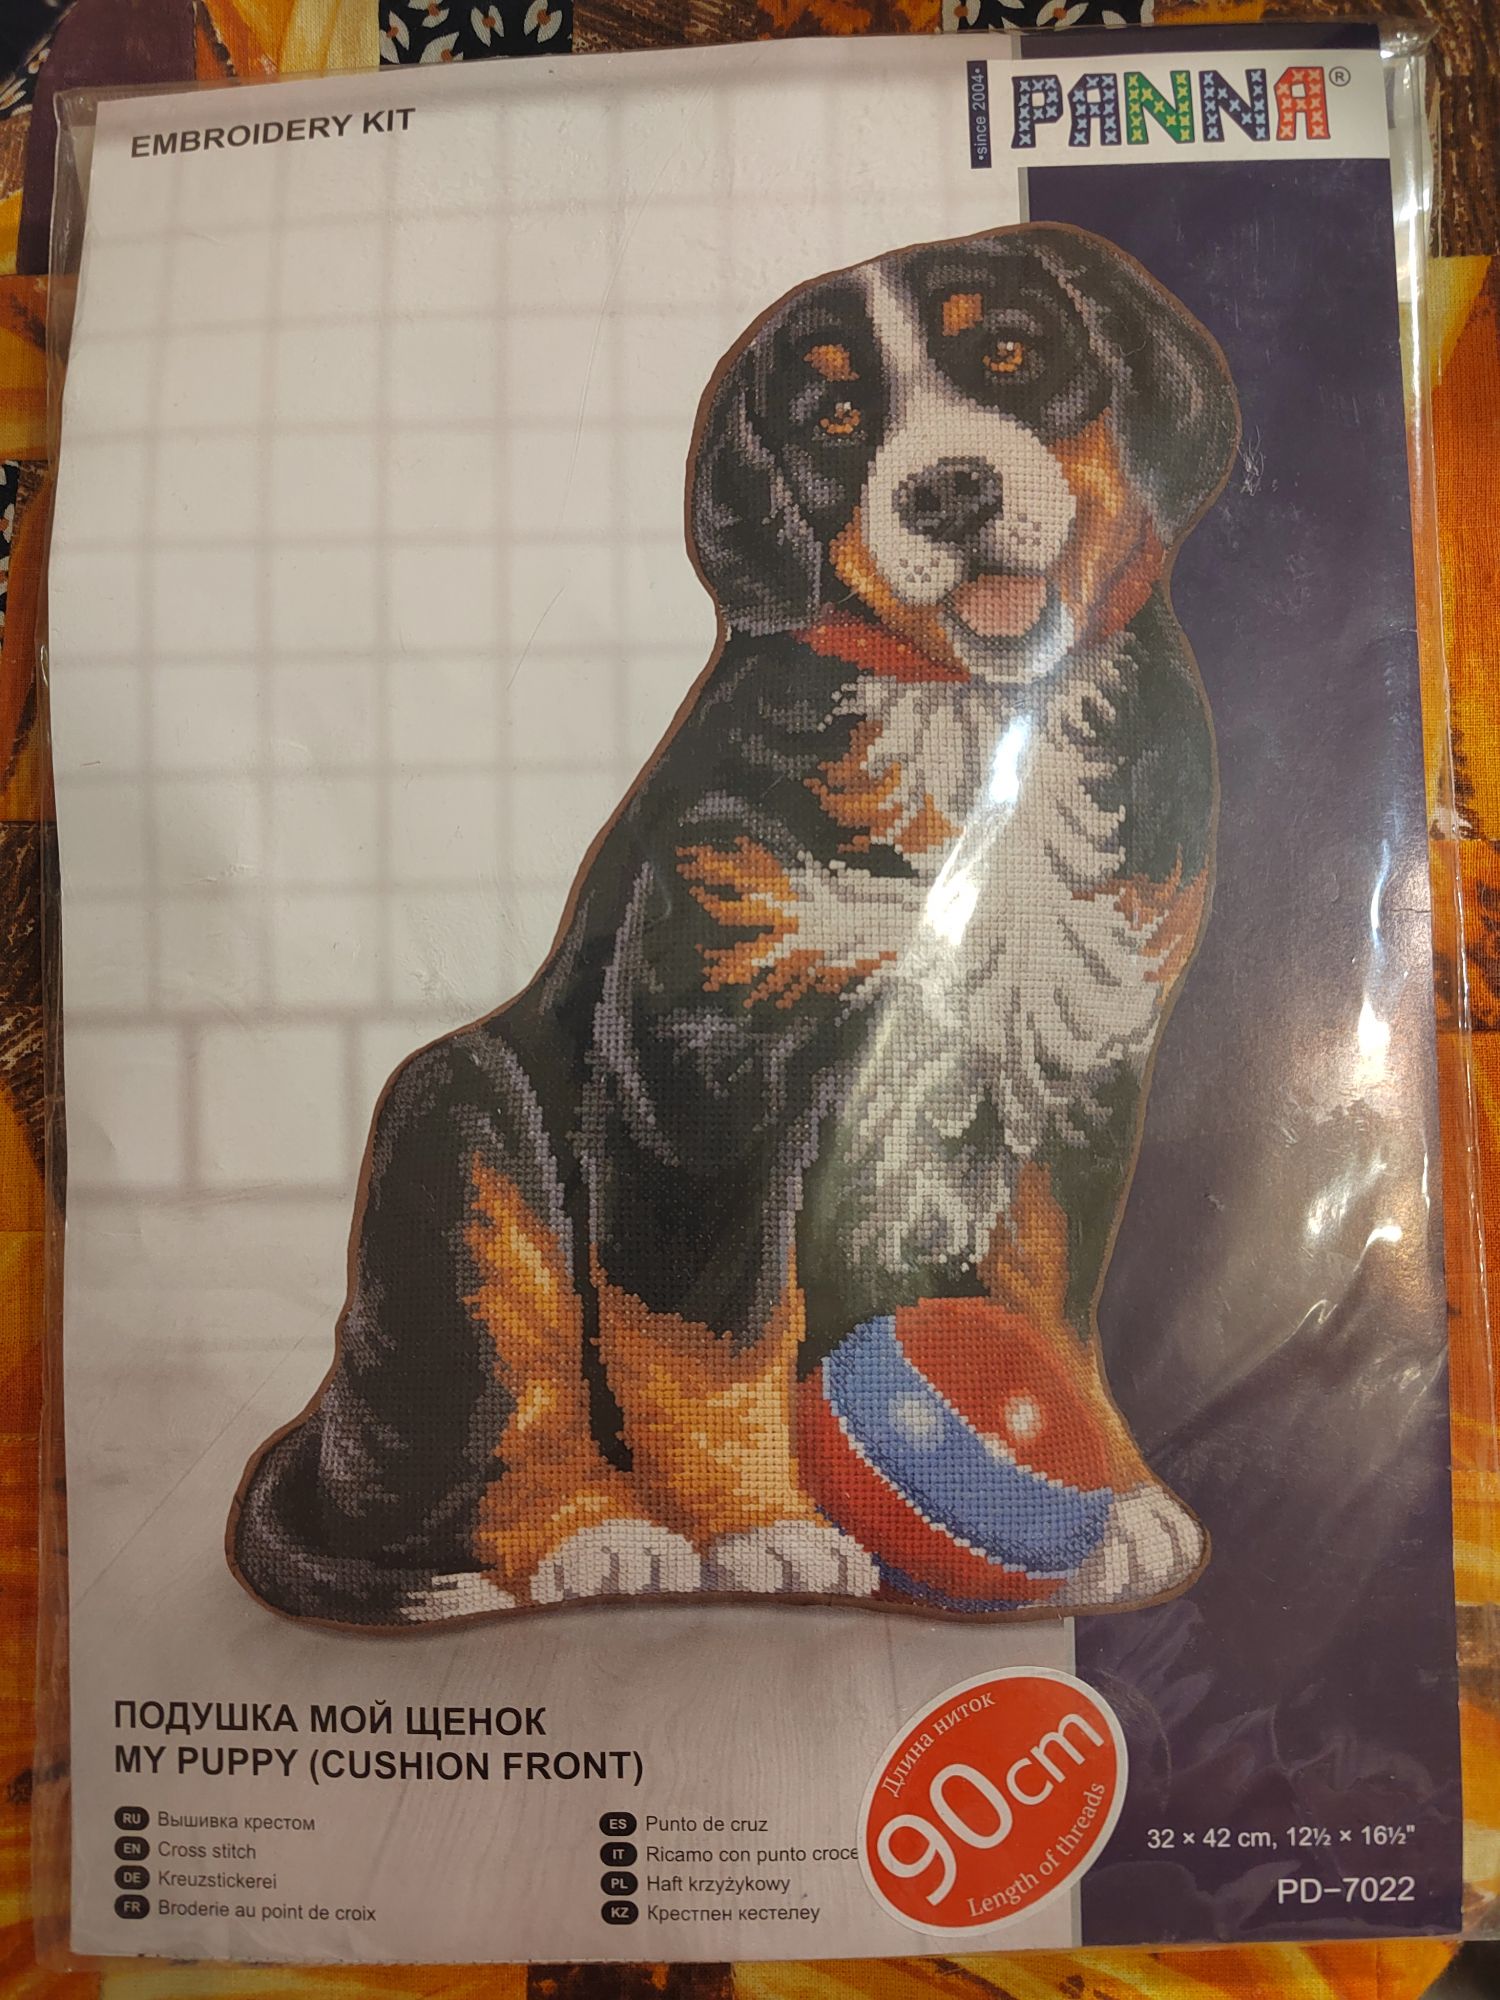 EMBROIDERY KIT
•since 2004•
PANNA®
ПОДУШКА МОЙ ЩЕНОК
MY PUPPY (CUSHION FRONT)
RU Вышивка крестом
EN Cross stitch
DE Kreuzstickerei
FR Broderie au point de croix
ES Punto de cruz
IT Ricamo con punto croce
PL Haft krzyżykowy
KZ Крестпен кестелеу
Длина ниток
90cm
Length of threads
32 × 42 cm, 12½ × 16½"
PD-7022